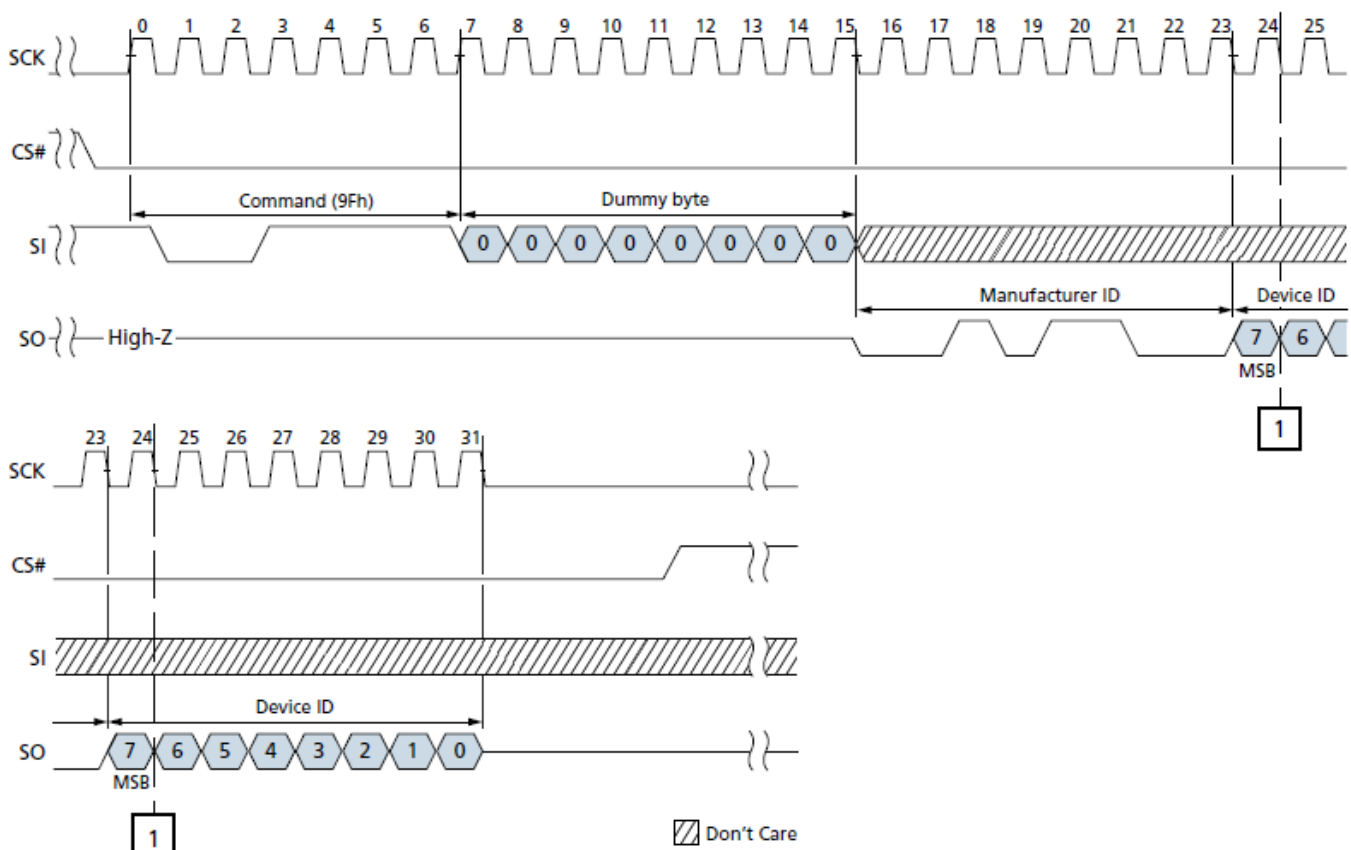 0 1 2 3 4 5 6 7 8 9 10 11 12 13 14 15 16 17 18 19 20 21 22 23 24 25
SCK
CS#
Command (9Fh) Dummy byte
SI 0 0 0 0 0 0 0 0
Manufacturer ID Device ID
SO High-Z 7 6
MSB
1
23 24 25 26 27 28 29 30 31
SCK
CS#
SI
Device ID
SO 7 6 5 4 3 2 1 0
MSB
1
Don't Care